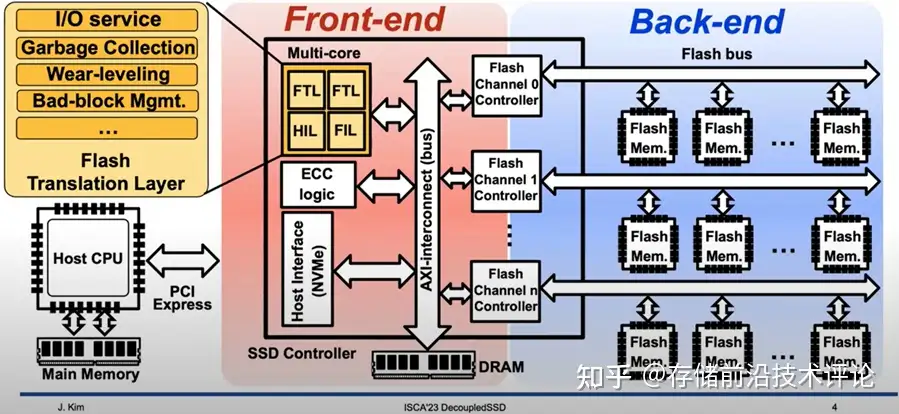 I/O service
Garbage Collection
Wear-leveling
Bad-block Mgmt.
...
Flash
Translation Layer
Front-end
Back-end
Multi-core
FTL
FTL
HIL
FIL
ECC
logic
Host Interface
(NVMe)
AXI-interconnect (bus)
Flash
Channel 0
Controller
Flash
Channel 1
Controller
Flash
Channel n
Controller
SSD Controller
DRAM
Flash bus
Flash
Mem.
Flash
Mem.
...
Flash
Mem.
Flash
Mem.
Flash
Mem.
...
Flash
Mem.
Flash
Mem.
Flash
Mem.
...
Flash
Mem.
Host CPU
PCI
Express
Main Memory
知乎 @存储前沿技术评论
J. Kim
ISCA'23 DecoupledSSD
4